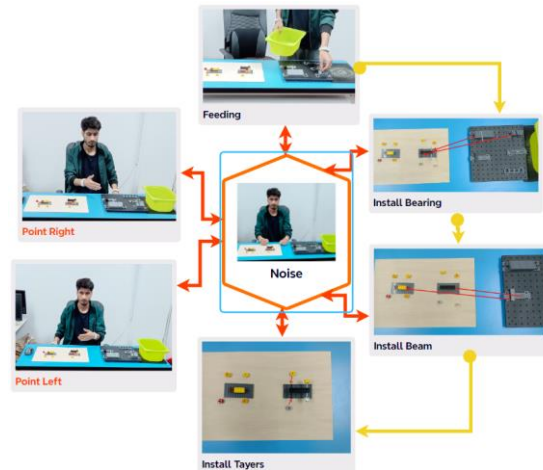 Feeding
Point Right
Install Bearing
Noise
Point Left
Install Beam
Install Tayers